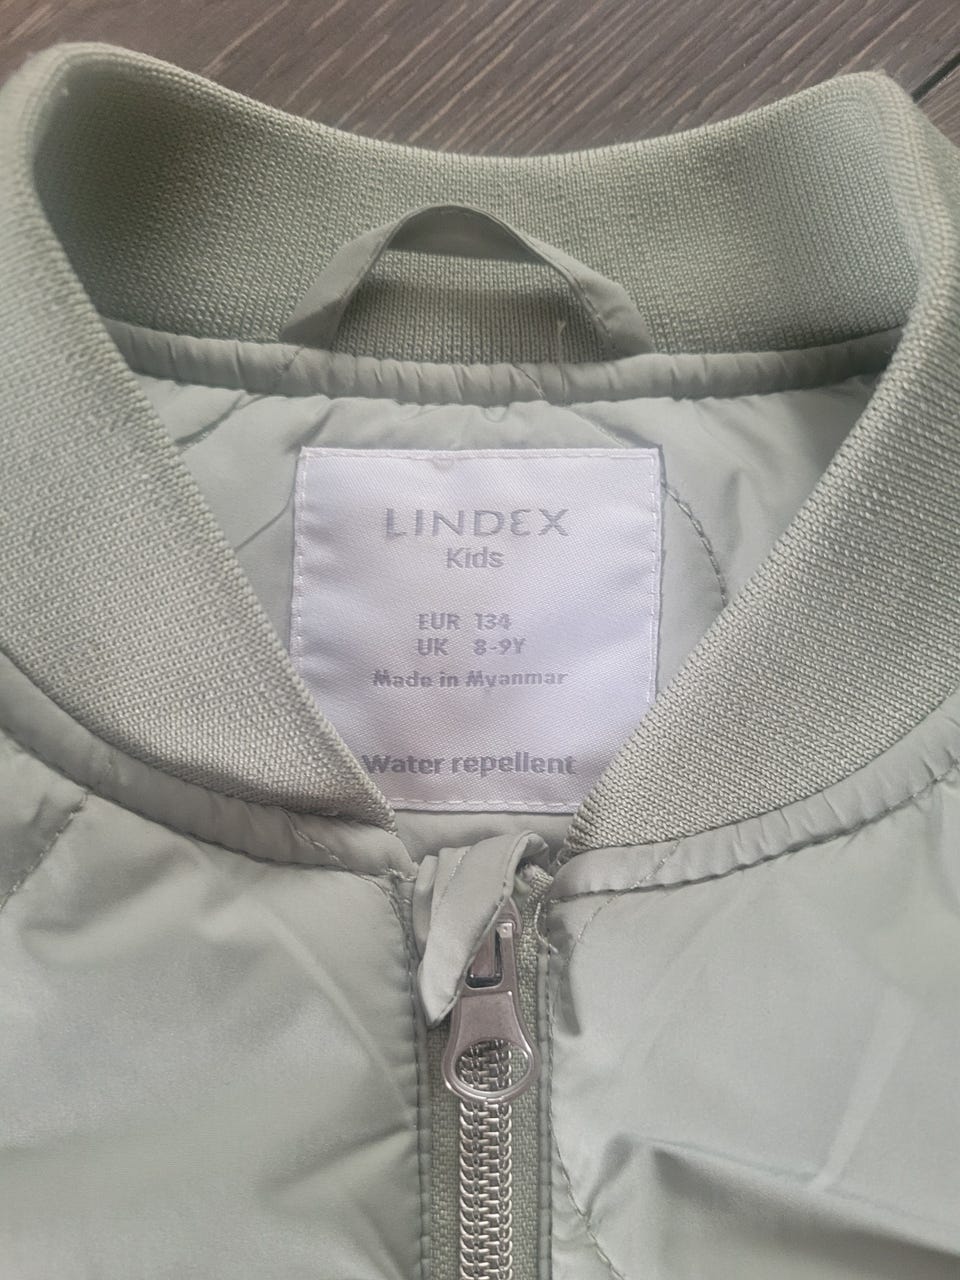 LINDEX
Kids
EUR 134
UK 8-9Y
Made in Myanmar
Water repellent